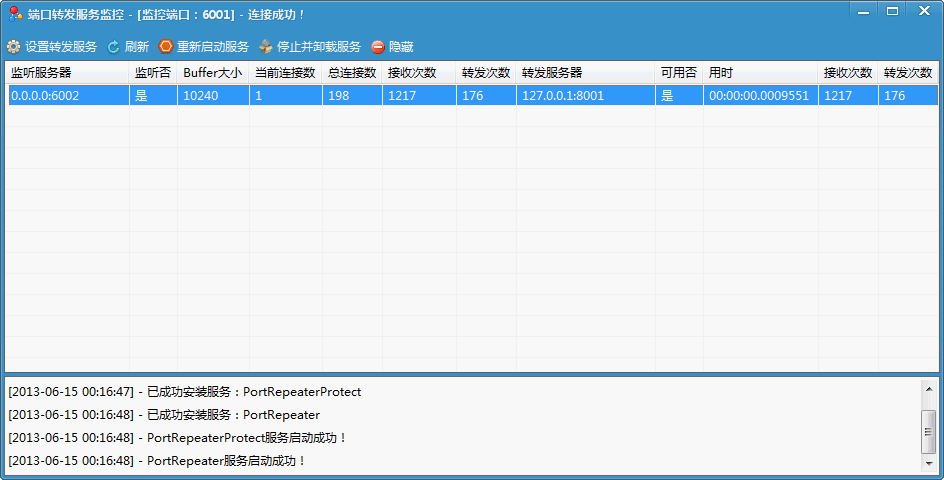 端口转发服务监控 - [监控端口：6001] - 连接成功！
设置转发服务 刷新 重新启动服务 停止并卸载服务 隐藏
监听服务器 监听否 Buffer大小 当前连接数 总连接数 接收次数 转发次数 转发服务器 可用否 用时 接收次数 转发次数
0.0.0.0:6002 是 10240 1 198 1217 176 127.0.0.1:8001 是 00:00:00.0009551 1217 176
[2013-06-15 00:16:47] - 已成功安装服务：PortRepeaterProtect
[2013-06-15 00:16:48] - 已成功安装服务：PortRepeater
[2013-06-15 00:16:48] - PortRepeaterProtect服务启动成功！
[2013-06-15 00:16:48] - PortRepeater服务启动成功！